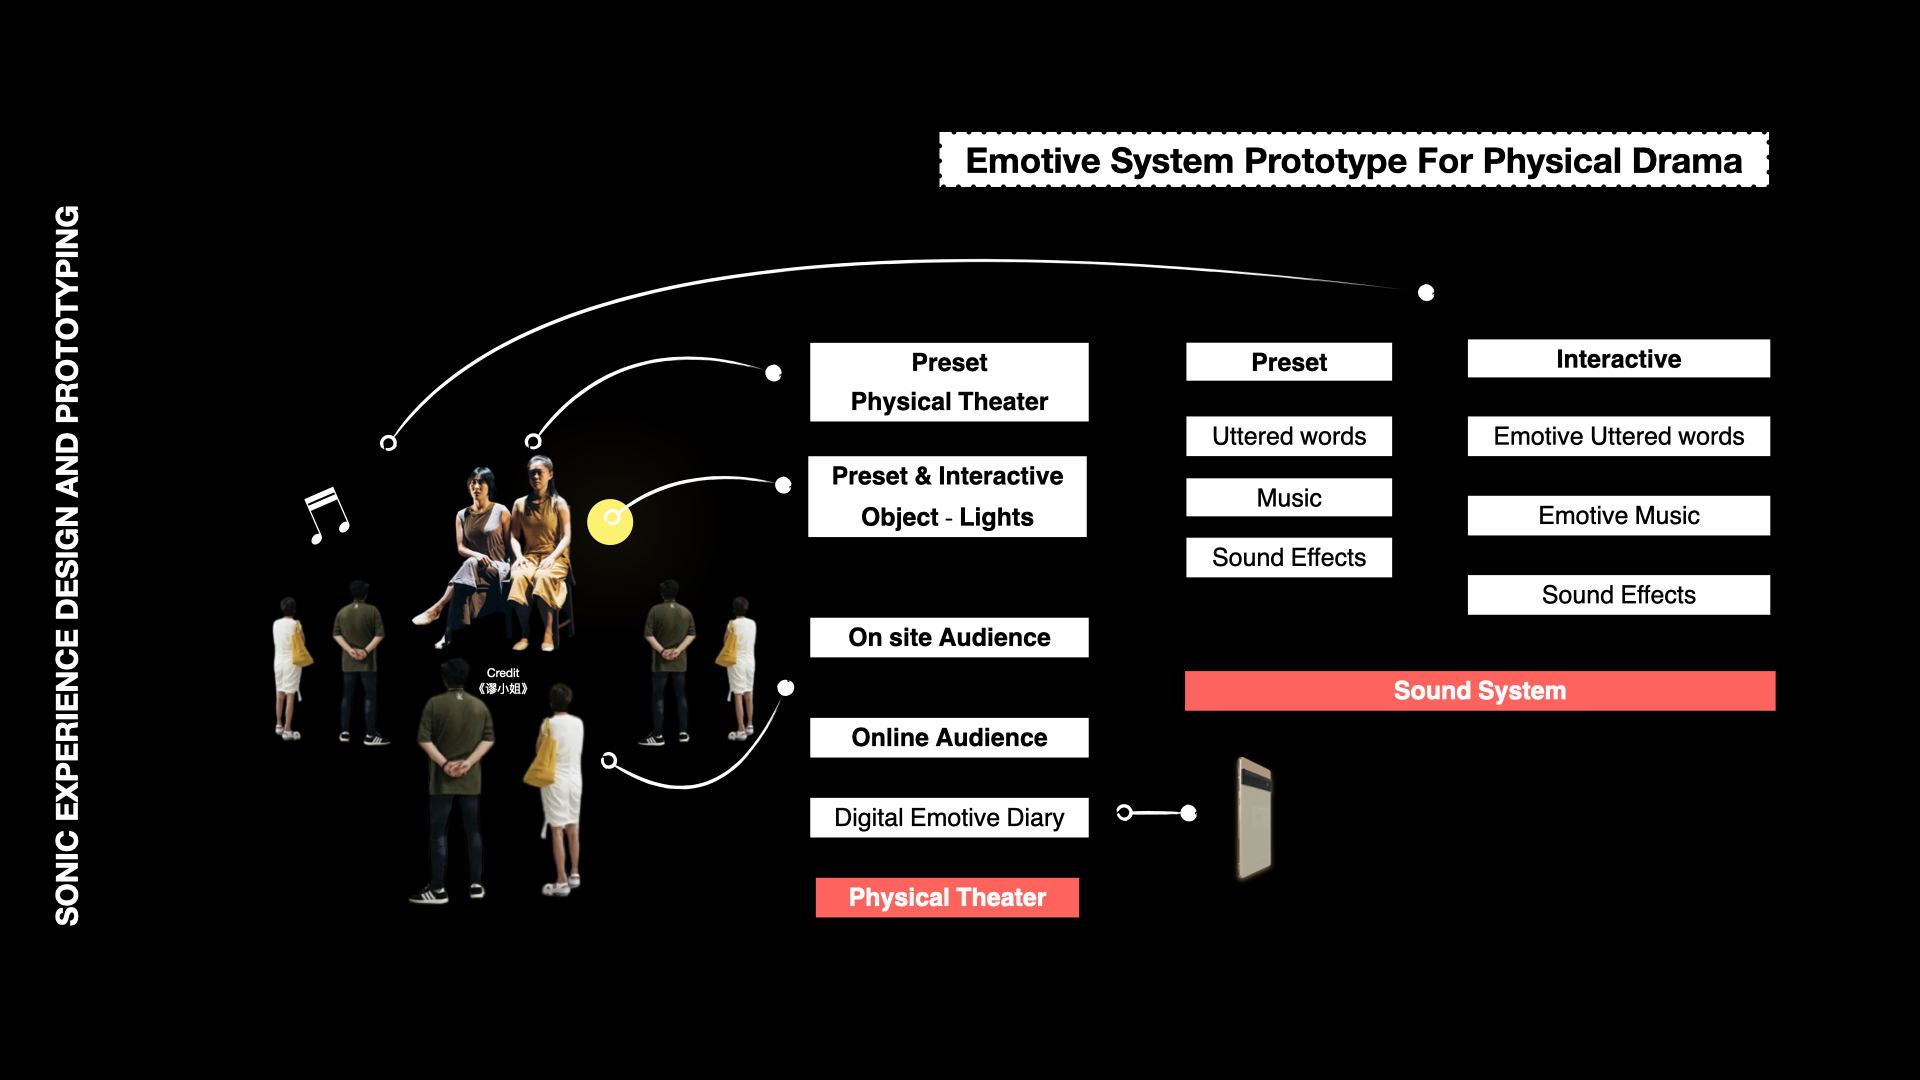 SONIC EXPERIENCE DESIGN AND PROTOTYPING
Emotive System Prototype For Physical Drama
Preset
Physical Theater
Preset & Interactive
Object - Lights
On site Audience
Online Audience
Digital Emotive Diary
Physical Theater
Preset
Uttered words
Music
Sound Effects
Interactive
Emotive Uttered words
Emotive Music
Sound Effects
Sound System
Credit
《谬小姐》